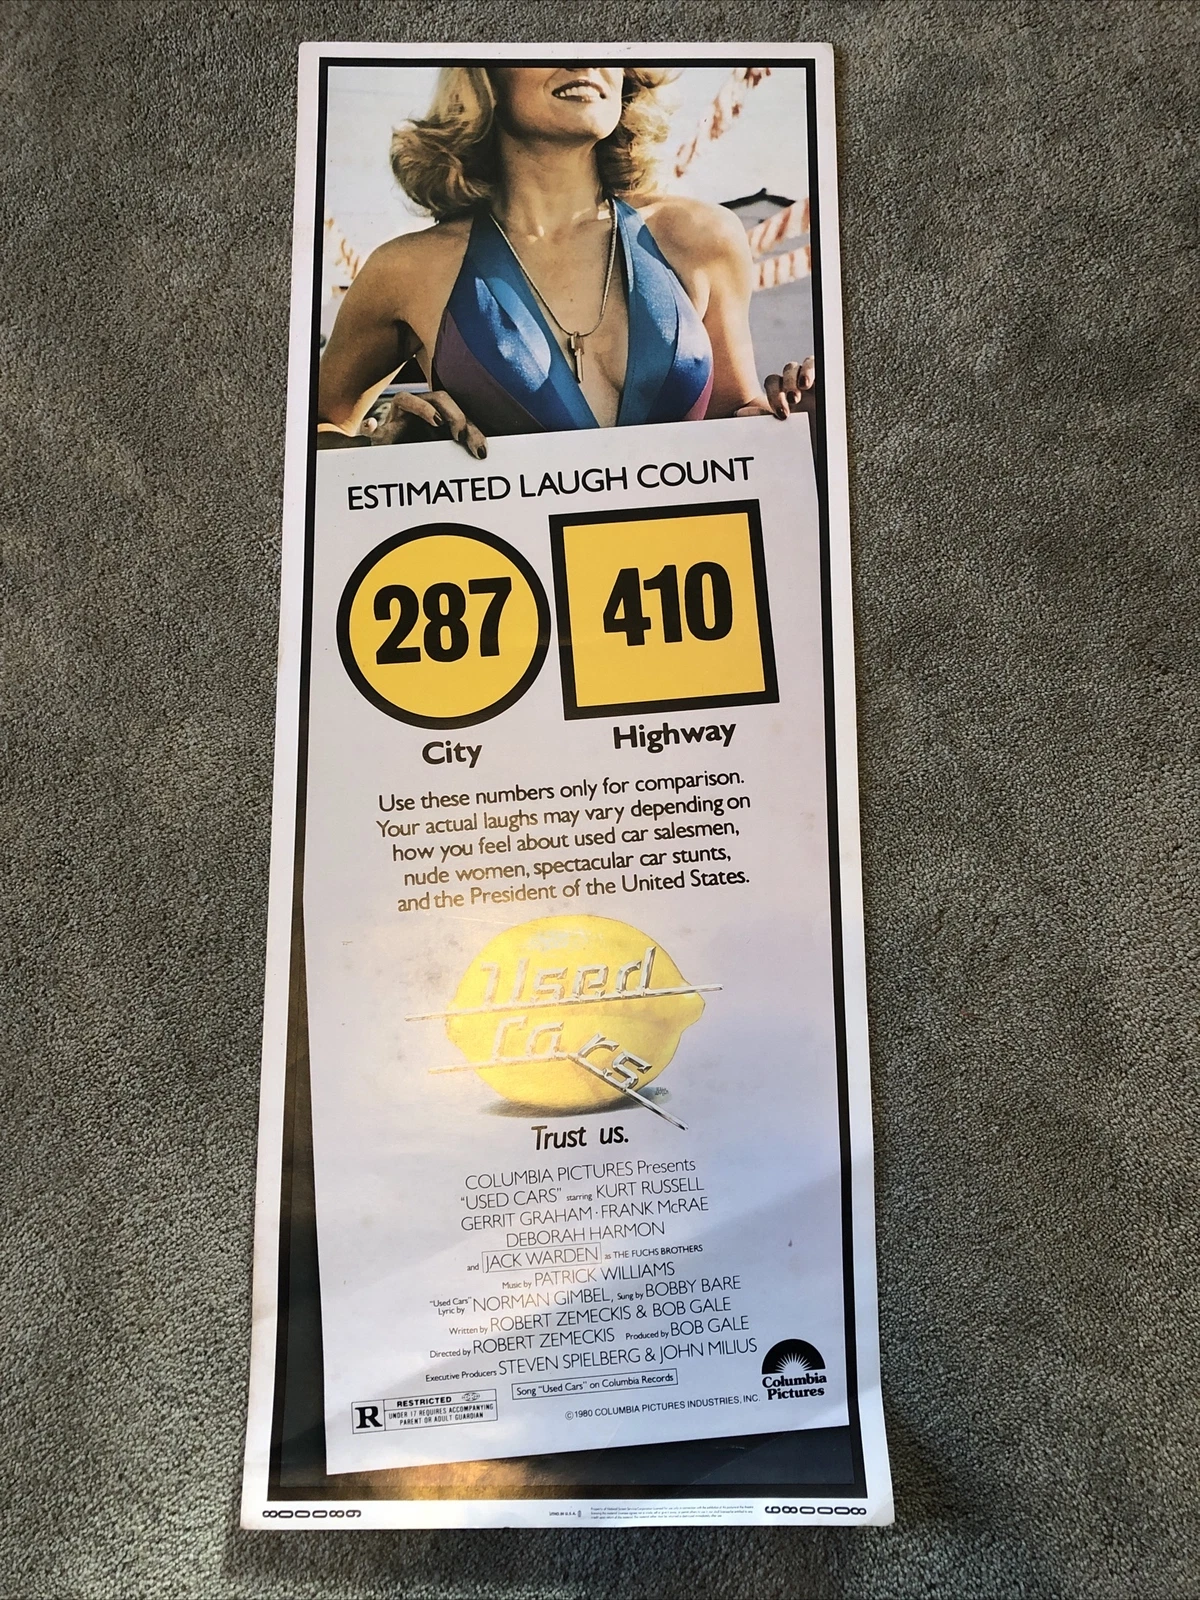 ESTIMATED LAUGH COUNT
287
410
City
Highway
Use these numbers only for comparison.
Your actual laughs may vary depending on
how you feel about used car salesmen,
nude women, spectacular car stunts,
and the President of the United States.
Used
Cars
Trust us.
COLUMBIA PICTURES Presents
"USED CARS" starring KURT RUSSELL
GERRIT GRAHAM · FRANK McRAE
DEBORAH HARMON
and JACK WARDEN as THE FUCHS BROTHERS
Music by PATRICK WILLIAMS
"Used Cars" Lyric by NORMAN GIMBEL, Sung by BOBBY BARE
Written by ROBERT ZEMECKIS & BOB GALE
Directed by ROBERT ZEMECKIS Produced by BOB GALE
Executive Producers STEVEN SPIELBERG & JOHN MILIUS
Song "Used Cars" on Columbia Records
Columbia
Pictures
R
RESTRICTED
UNDER 17 REQUIRES ACCOMPANYING
PARENT OR ADULT GUARDIAN
©1980 COLUMBIA PICTURES INDUSTRIES, INC.
800086
800086